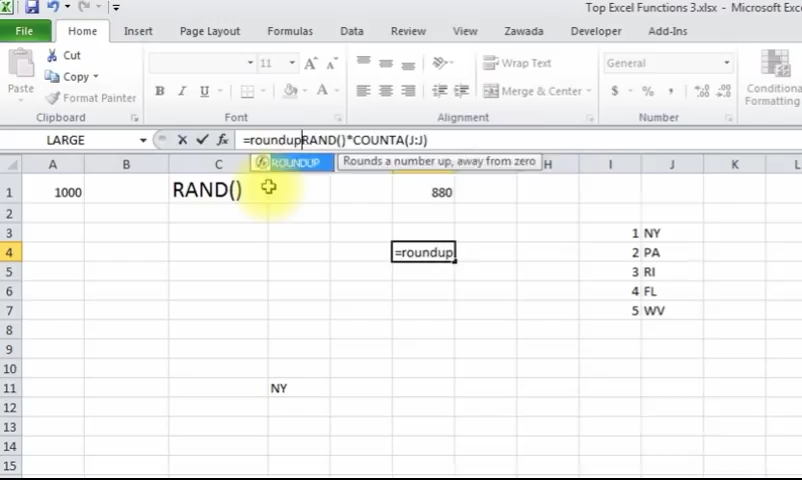 Top Excel Functions 3.xlsx - Microsoft Exce
File Home Insert Page Layout Formulas Data Review View Zawada Developer Add-Ins
Cut
Copy
Format Painter
Paste
11 A A
B I U A
Wrap Text
Merge & Center
General
$ % ,
Conditiona
Formatting
Clipboard Font Alignment Number
LARGE fx =roundupRAND()*COUNTA(J:J)
ROUNDUP Rounds a number up, away from zero
A B C H I J K L
1 1000 RAND() 880
2
3 1 NY
4 =roundup 2 PA
5 3 RI
6 4 FL
7 5 WV
8
9
10
11 NY
12
13
14
15